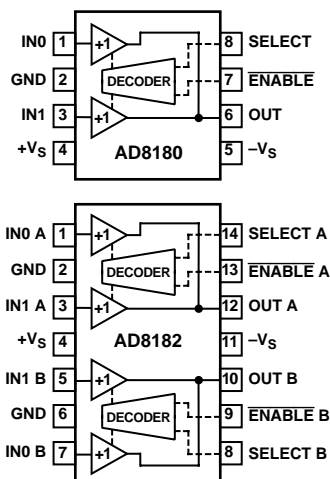 IN0 1 +1 8 SELECT
GND 2 DECODER 7 ENABLE
IN1 3 +1 6 OUT
+VS 4 5 –VS
AD8180
IN0 A 1 +1 14 SELECT A
GND 2 DECODER 13 ENABLE A
IN1 A 3 +1 12 OUT A
+VS 4 AD8182 11 –VS
IN1 B 5 +1 10 OUT B
GND 6 DECODER 9 ENABLE B
IN0 B 7 +1 8 SELECT B